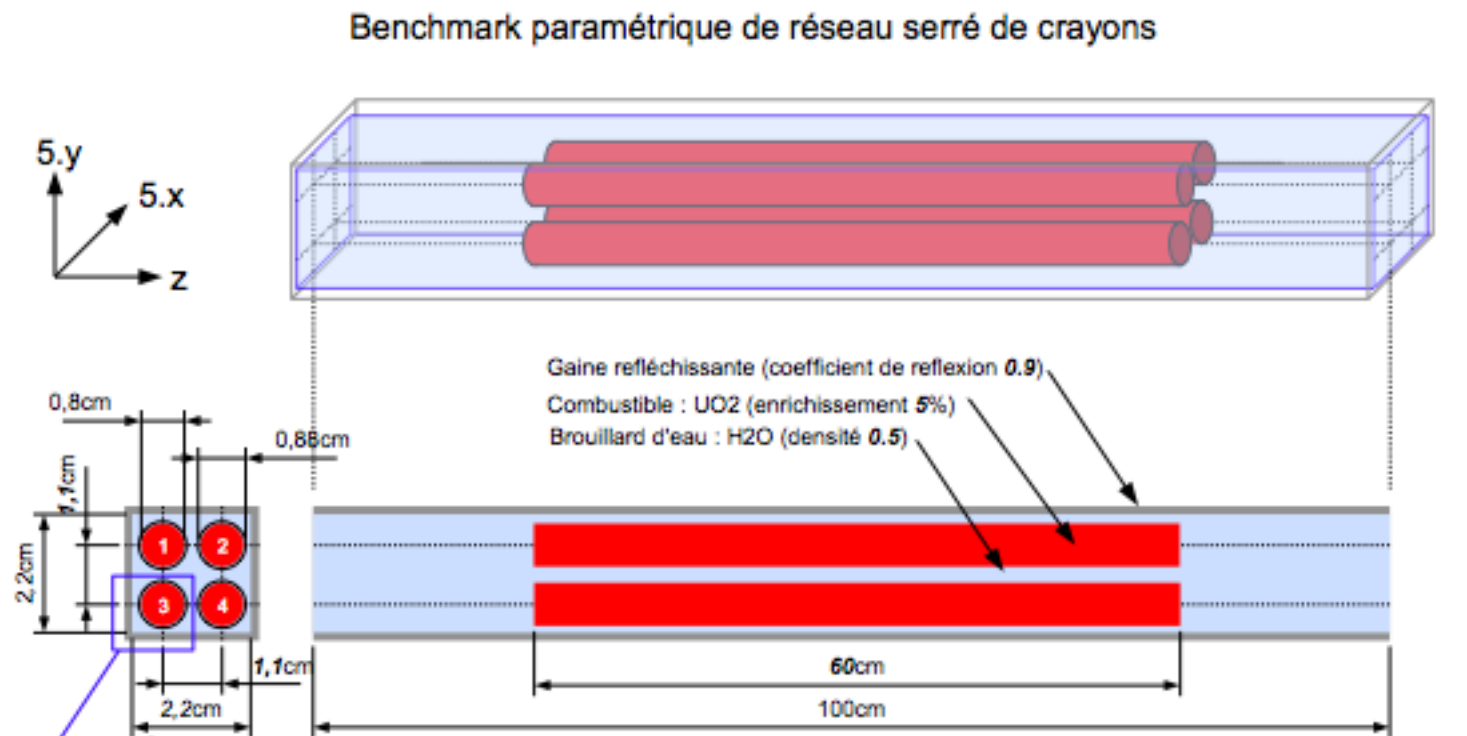 Benchmark paramétrique de réseau serré de crayons
5.y
5.x
z
Gaine refléchissante (coefficient de reflexion 0.9)
Combustible : UO2 (enrichissement 5%)
Brouillard d'eau : H2O (densité 0.5)
0,8cm
0,86cm
1,1cm
2,2cm
1 2
3 4
1,1cm
2,2cm
60cm
100cm